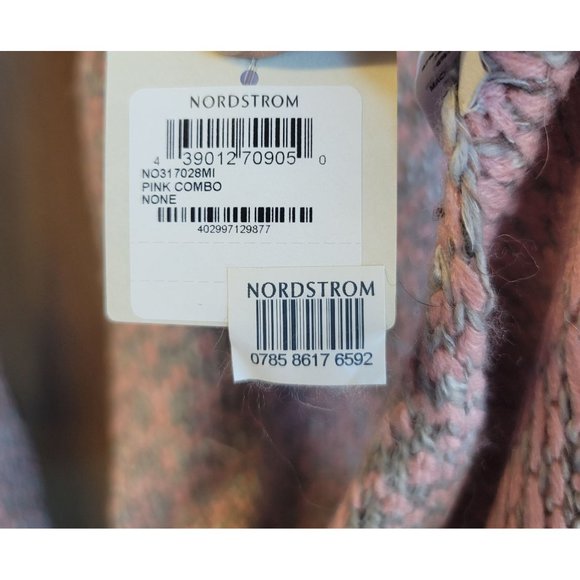 NORDSTROM
4 39012 70905 0
NO317028MI
PINK COMBO
NONE
402997129877
NORDSTROM
0785 8617 6592